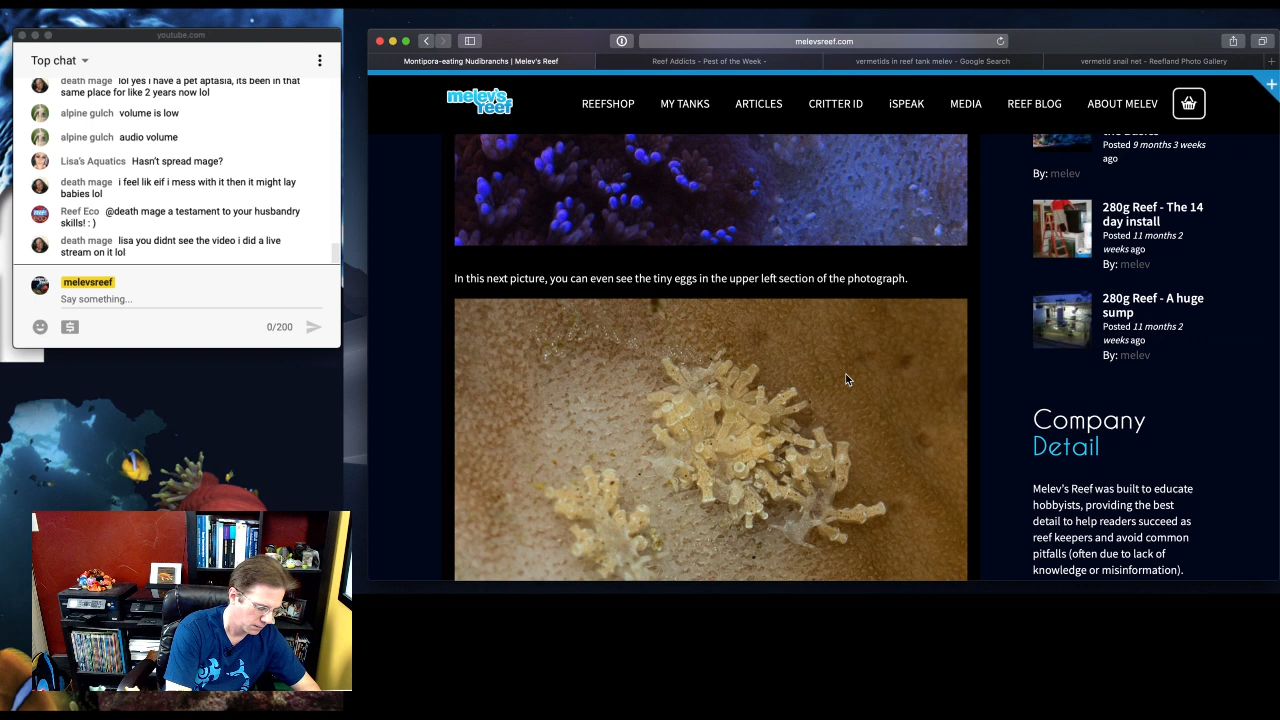 youtube.com
Top chat
death mage lol yes i have a pet aptasia, its been in that
same place for like 2 years now lol
alpine gulch volume is low
alpine gulch audio volume
Lisa's Aquatics Hasn't spread mage?
death mage i feel lik eif i mess with it then it might lay
babies lol
Reef Eco @death mage a testament to your husbandry
skills! : )
death mage lisa you didnt see the video i did a live
stream on it lol
melevsreef
Say something...
0/200
melevsreef.com
Montipora-eating Nudibranchs | Melev's Reef
Reef Addicts - Pest of the Week -
vermetids in reef tank melev - Google Search
vermetid snail net - Reefland Photo Gallery
melev's
reef
REEFSHOP
MY TANKS
ARTICLES
CRITTER ID
iSPEAK
MEDIA
REEF BLOG
ABOUT MELEV
In this next picture, you can even see the tiny eggs in the upper left section of the photograph.
Posted 9 months 3 weeks
ago
By: melev
280g Reef - The 14
day install
Posted 11 months 2
weeks ago
By: melev
280g Reef - A huge
sump
Posted 11 months 2
weeks ago
By: melev
Company
Detail
Melev's Reef was built to educate
hobbyists, providing the best
detail to help readers succeed as
reef keepers and avoid common
pitfalls (often due to lack of
knowledge or misinformation).